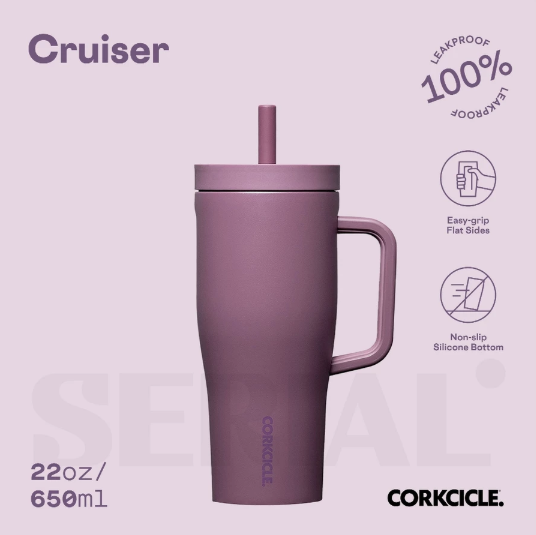 Cruiser
LEAKPROOF
100%
LEAKPROOF
Easy-grip
Flat Sides
Non-slip
Silicone Bottom
SERIAL
CORKCICLE.
22oz/
650ml
CORKCICLE.